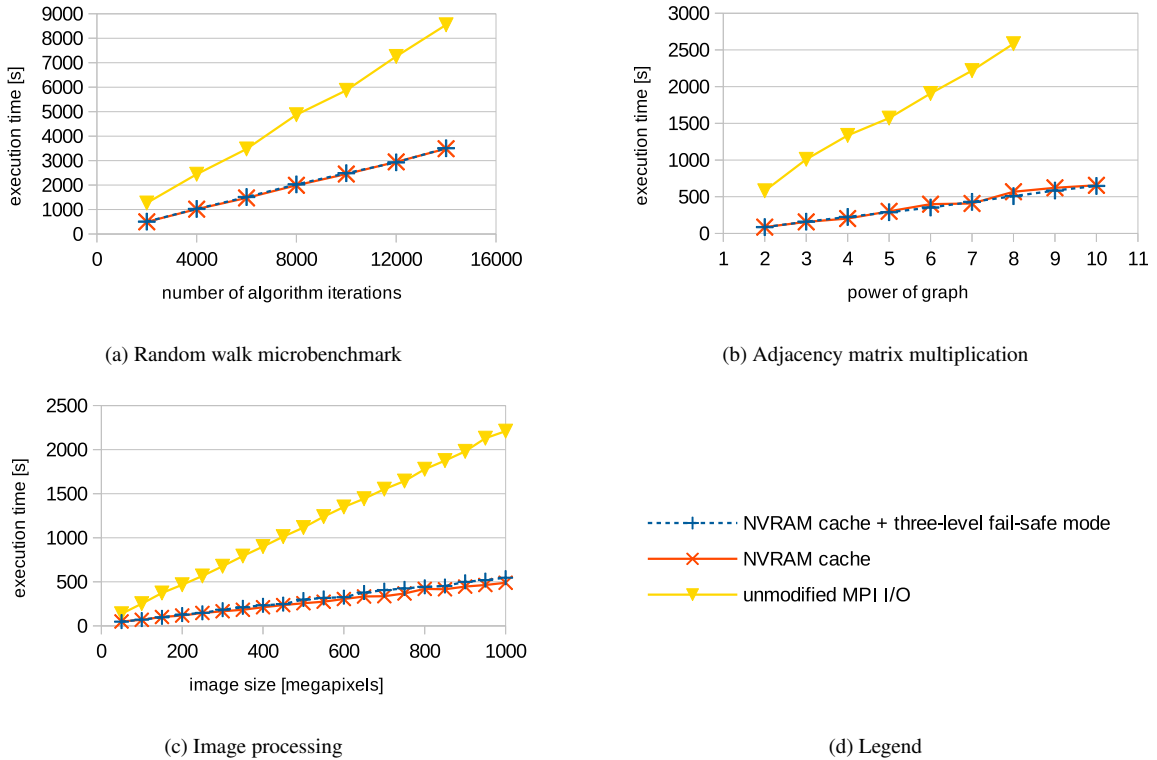 9000
8000
7000
6000
5000
4000
3000
2000
1000
0
execution time [s]
0 4000 8000 12000 16000
number of algorithm iterations
(a) Random walk microbenchmark
3000
2500
2000
1500
1000
500
0
execution time [s]
1 2 3 4 5 6 7 8 9 10 11
power of graph
(b) Adjacency matrix multiplication
2500
2000
1500
1000
500
0
execution time [s]
0 200 400 600 800 1000
image size [megapixels]
(c) Image processing
NVRAM cache + three-level fail-safe mode
NVRAM cache
unmodified MPI I/O
(d) Legend